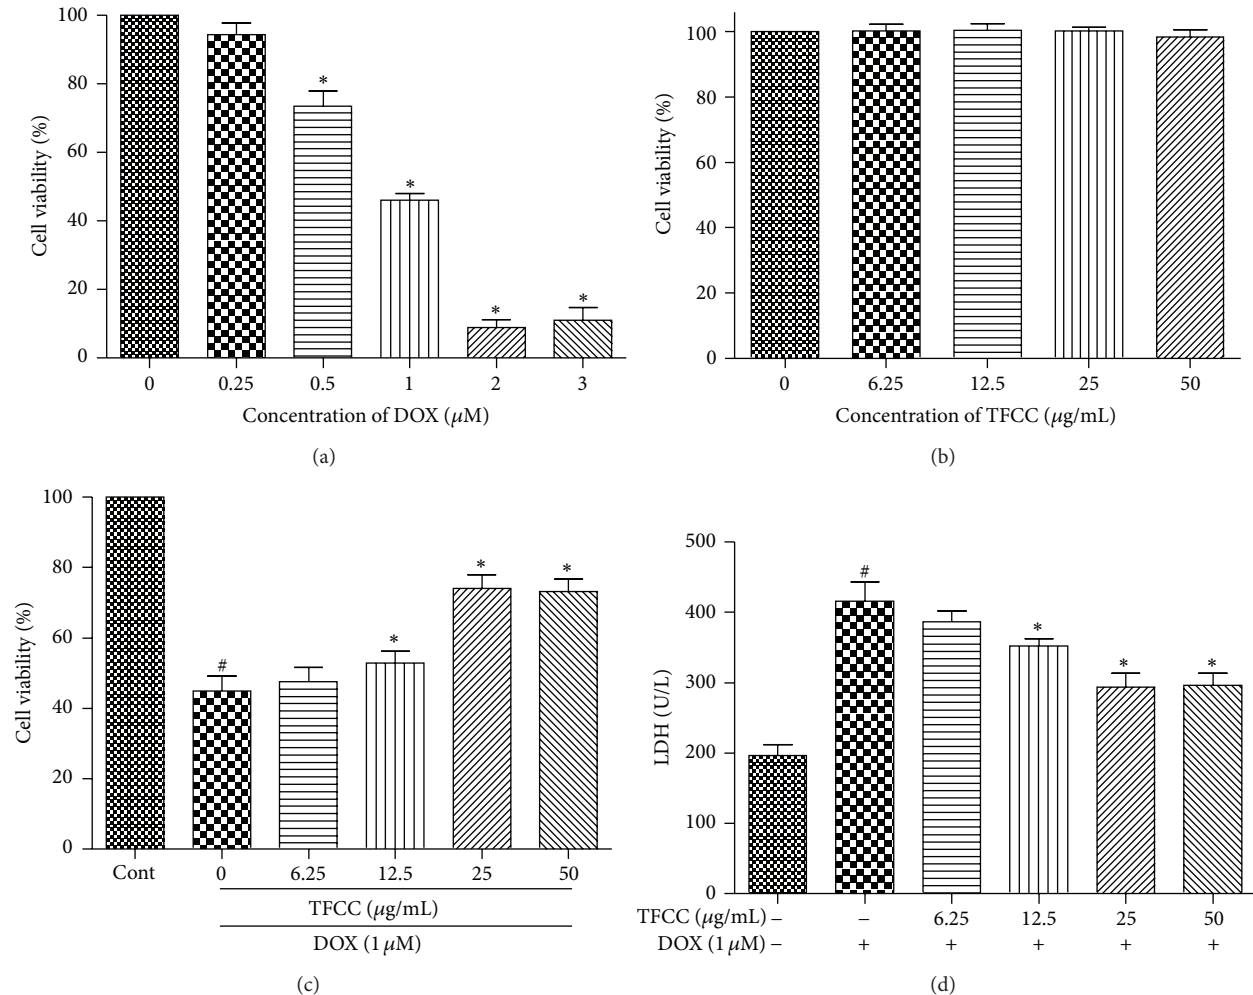 100
80
60
40
20
0
Cell viability (%)
*
*
*
*
0 0.25 0.5 1 2 3
Concentration of DOX (μM)
(a)
100
80
60
40
20
0
Cell viability (%)
0 6.25 12.5 25 50
Concentration of TFCC (μg/mL)
(b)
100
80
60
40
20
0
Cell viability (%)
#
*
*
*
Cont 0 6.25 12.5 25 50
TFCC (μg/mL)
DOX (1 μM)
(c)
500
400
300
200
100
0
LDH (U/L)
#
*
*
*
TFCC (μg/mL) – – 6.25 12.5 25 50
DOX (1 μM) – + + + + +
(d)